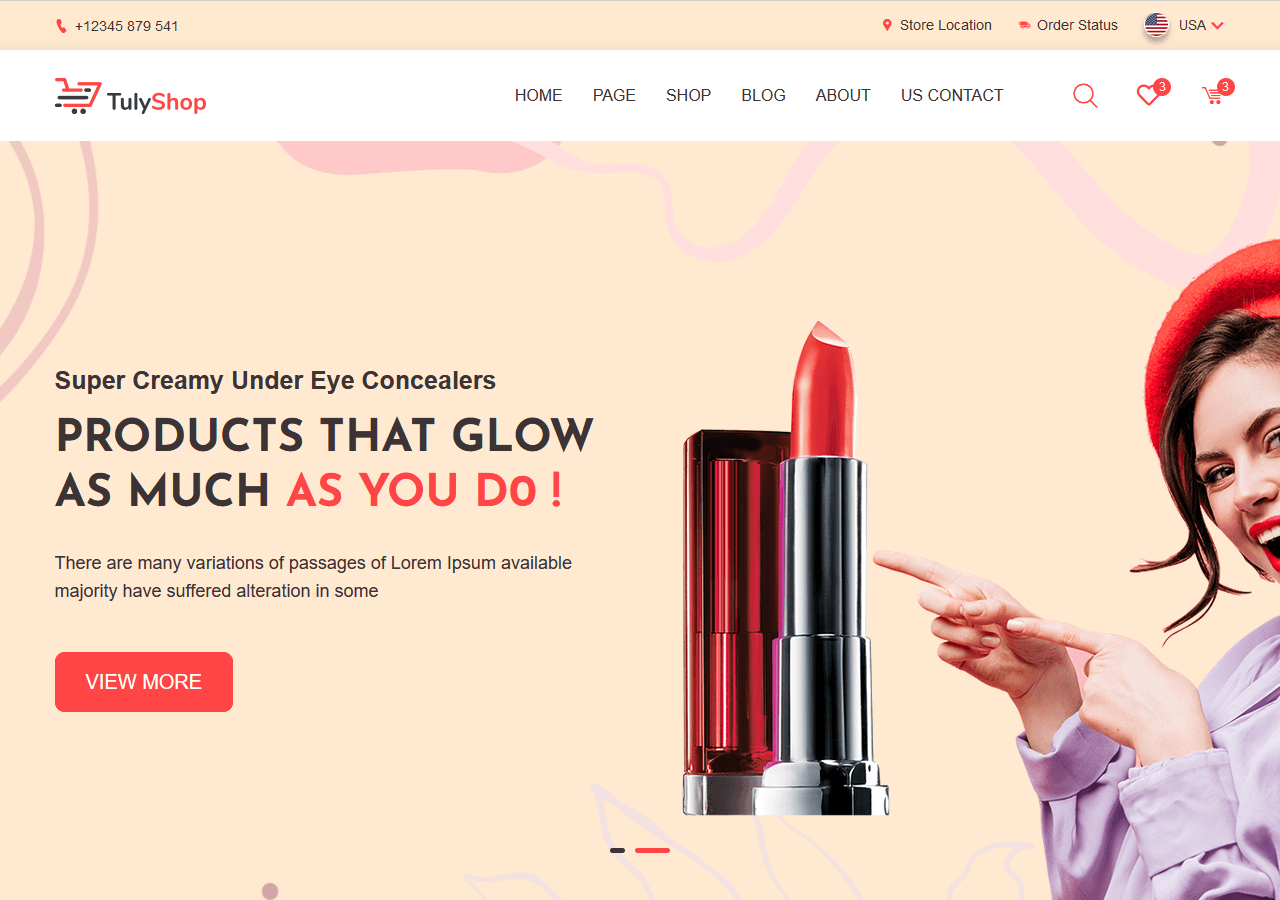 +12345 879 541
Store Location
Order Status
USA
TulyShop
HOME
PAGE
SHOP
BLOG
ABOUT
US CONTACT
3
3
Super Creamy Under Eye Concealers
PRODUCTS THAT GLOW
AS MUCH AS YOU D0 !
There are many variations of passages of Lorem Ipsum available
majority have suffered alteration in some
VIEW MORE